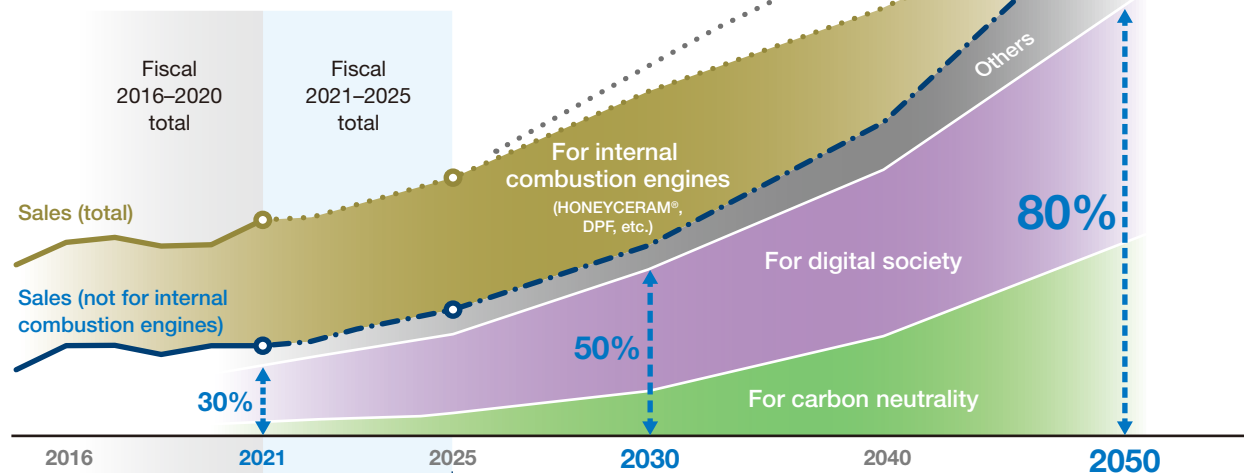 Fiscal
2016–2020
total
Fiscal
2021–2025
total
Others
For internal
combustion engines
(HONEYCERAM®,
DPF, etc.)
Sales (total)
80%
For digital society
Sales (not for internal
combustion engines)
50%
30%
For carbon neutrality
2016
2021
2025
2030
2040
2050